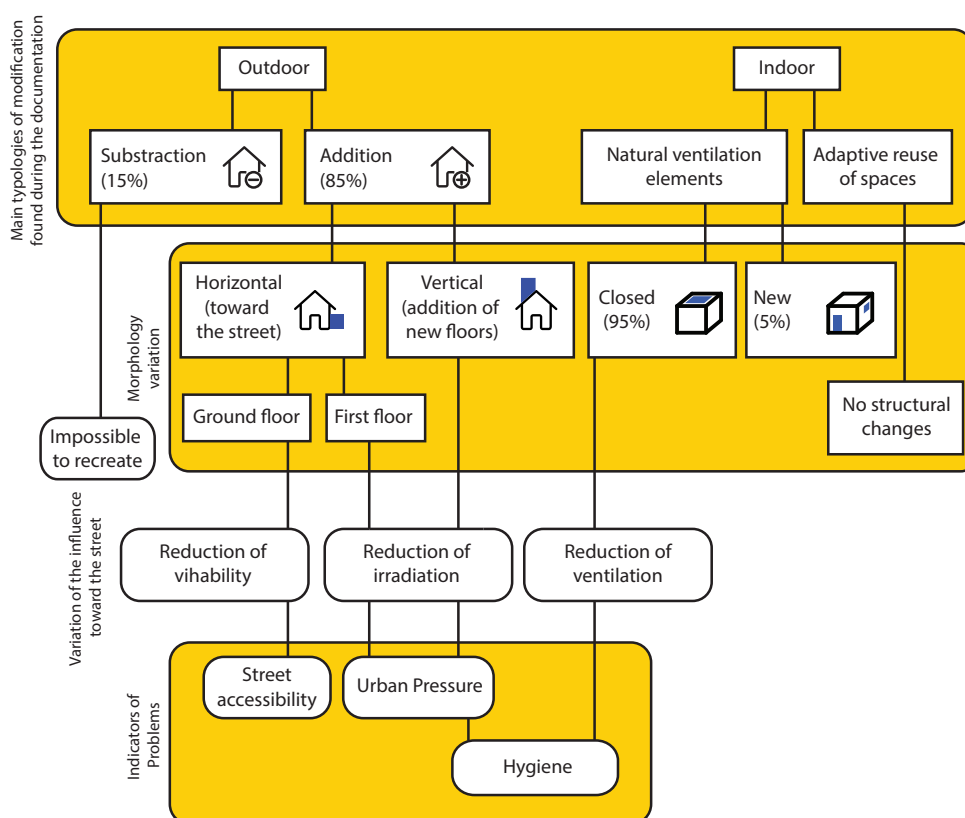 Main typologies of modification
found during the documentation
Outdoor
Indoor
Substraction
(15%)
Addition
(85%)
Natural ventilation
elements
Adaptive reuse
of spaces
Morphology
variation
Horizontal
(toward
the street)
Vertical
(addition of
new floors)
Closed
(95%)
New
(5%)
Ground floor
First floor
No structural
changes
Impossible
to recreate
Variation of the influence
toward the street
Reduction of
vihability
Reduction of
irradiation
Reduction of
ventilation
Indicators of
Problems
Street
accessibility
Urban Pressure
Hygiene